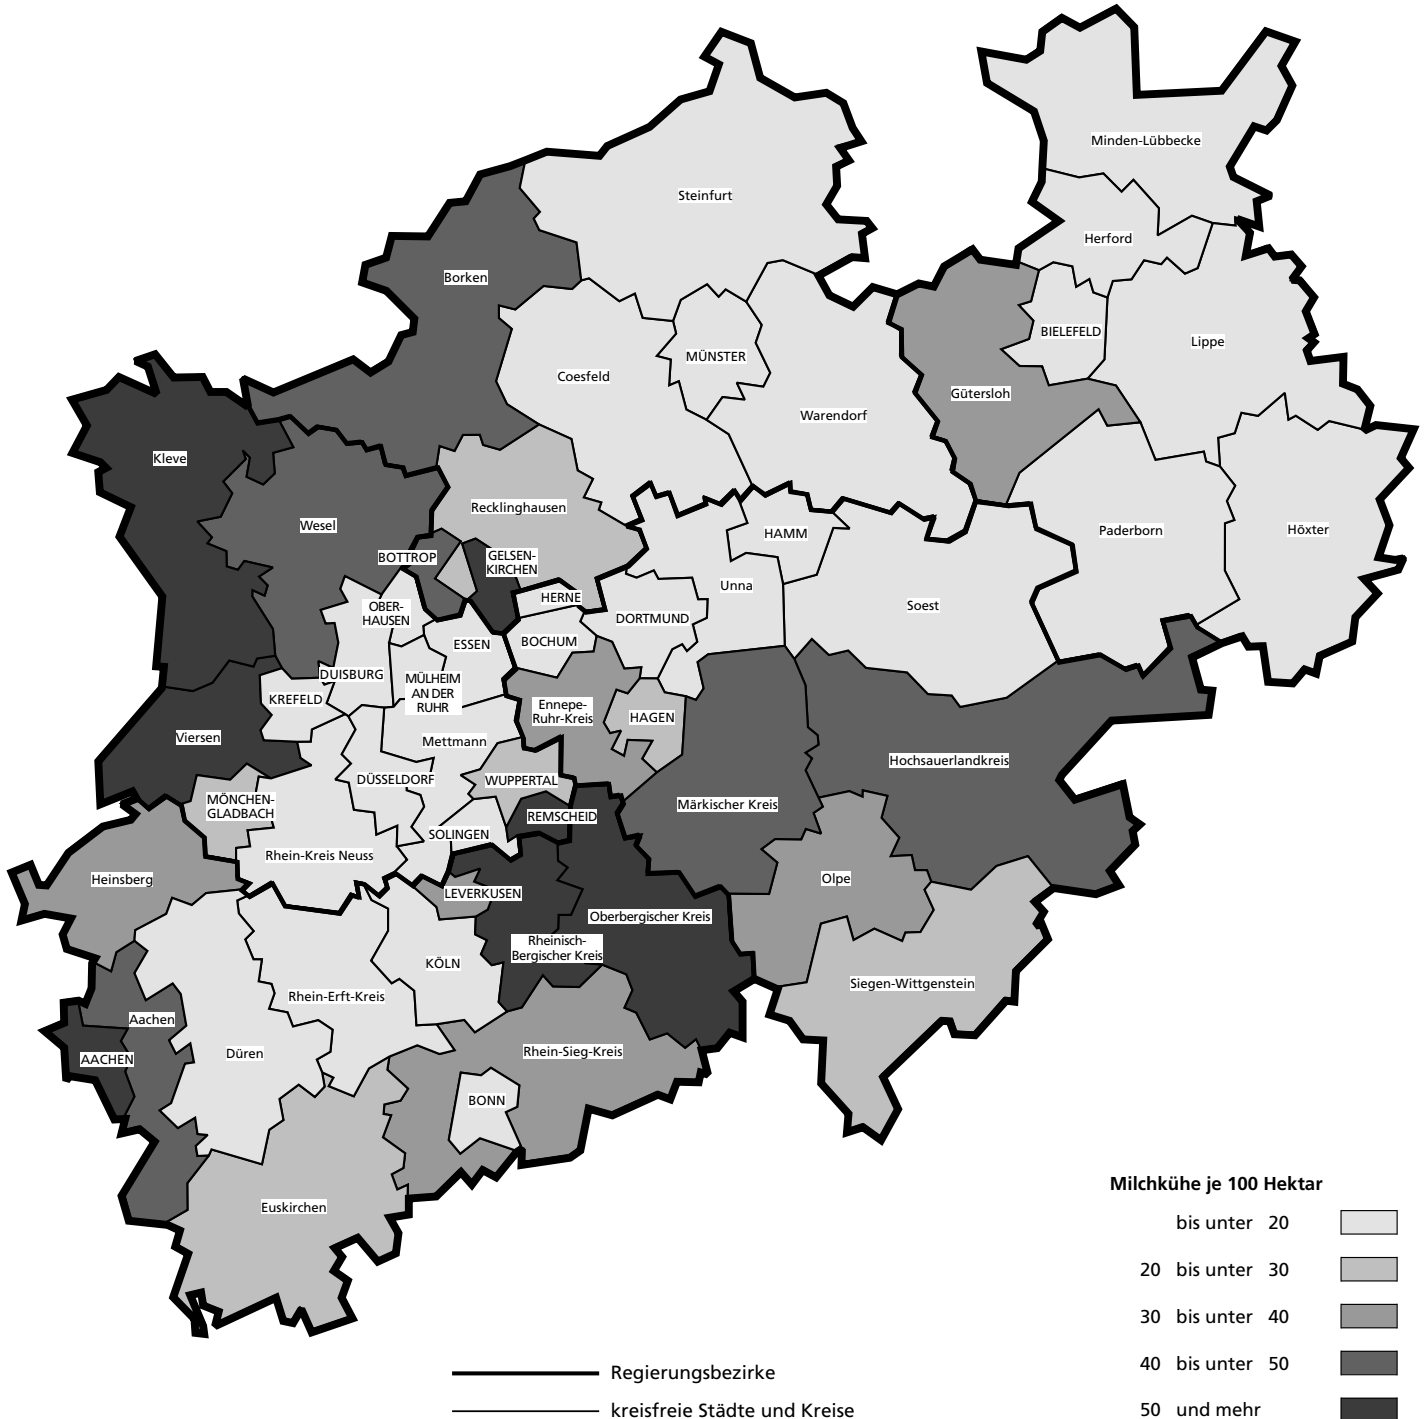 Minden-Lübbecke
Steinfurt
Herford
Borken
BIELEFELD
Lippe
MÜNSTER
Coesfeld
Gütersloh
Warendorf
Kleve
Recklinghausen
Wesel
Paderborn
Höxter
HAMM
BOTTROP
GELSEN-
KIRCHEN
Unna
HERNE
Soest
OBER-
HAUSEN
DORTMUND
ESSEN
BOCHUM
DUISBURG
MÜLHEIM
AN DER
RUHR
KREFELD
Ennepe-
Ruhr-Kreis
HAGEN
Viersen
Mettmann
Hochsauerlandkreis
DÜSSELDORF
WUPPERTAL
MÖNCHEN-
GLADBACH
Märkischer Kreis
REMSCHEID
SOLINGEN
Rhein-Kreis Neuss
Heinsberg
Olpe
LEVERKUSEN
Oberbergischer Kreis
Rheinisch-
Bergischer Kreis
KÖLN
Siegen-Wittgenstein
Rhein-Erft-Kreis
Aachen
Düren
Rhein-Sieg-Kreis
AACHEN
BONN
Euskirchen
Milchkühe je 100 Hektar
bis unter 20
20 bis unter 30
30 bis unter 40
40 bis unter 50
50 und mehr
Regierungsbezirke
kreisfreie Städte und Kreise